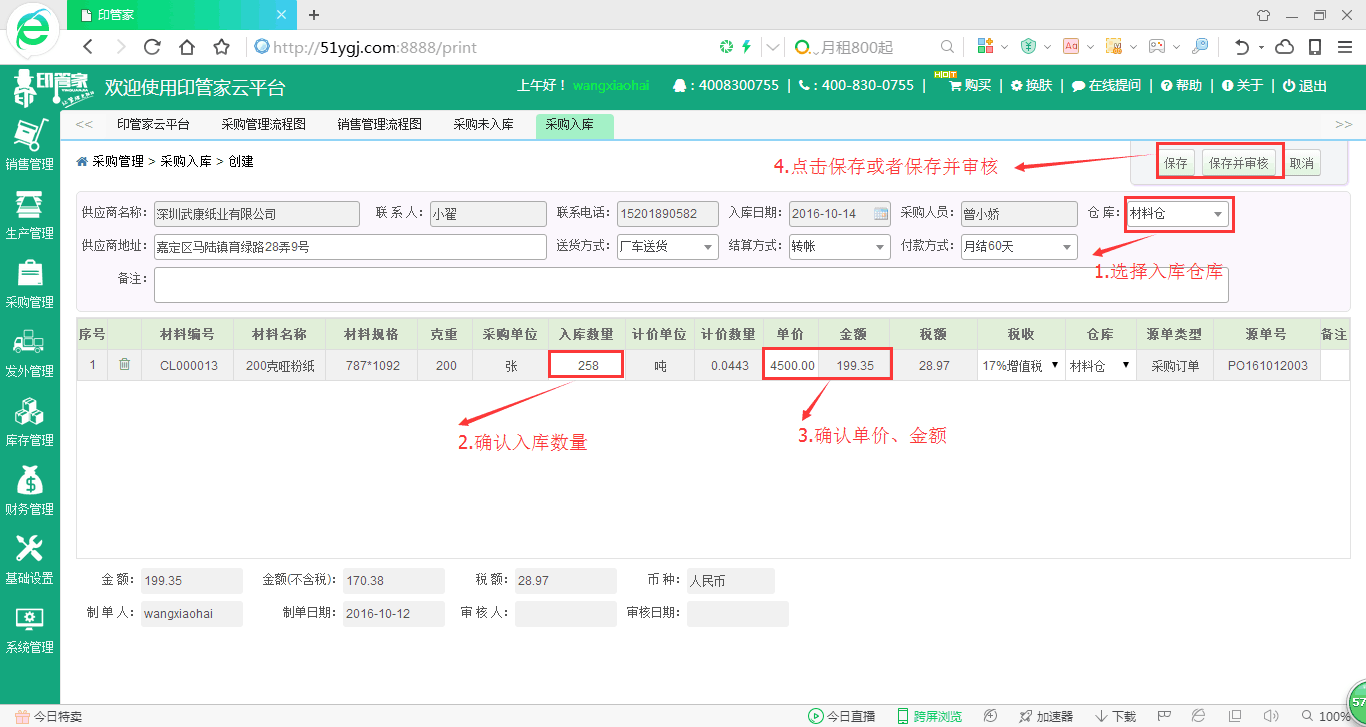 印管家
http://51ygj.com:8888/print
月租800起
印管家
欢迎使用印管家云平台
上午好！ wangxiaohai : 4008300755 | : 400-830-0755 | HOT 购买 | 换肤 | 在线提问 | 帮助 | 关于 | 退出
<< 印管家云平台 采购管理流程图 销售管理流程图 采购未入库 采购入库 >>
销售管理
生产管理
采购管理
发外管理
库存管理
财务管理
基础设置
系统管理
采购管理 > 采购入库 > 创建
4.点击保存或者保存并审核
保存 保存并审核 取消
供应商名称: 深圳武康纸业有限公司 联 系 人: 小翟 联系电话: 15201890582 入库日期: 2016-10-14 采购人员: 曾小娇 仓 库: 材料仓
供应商地址: 嘉定区马陆镇育绿路28弄9号 送货方式: 厂车送货 结算方式: 转帐 付款方式: 月结60天
1.选择入库仓库
备注:
序号 材料编号 材料名称 材料规格 克重 采购单位 入库数量 计价单位 计价数量 单价 金额 税额 税收 仓库 源单类型 源单号 备注
1 CL000013 200克哑粉纸 787*1092 200 张 258 吨 0.0443 4500.00 199.35 28.97 17%增值税 材料仓 采购订单 PO161012003
2.确认入库数量
3.确认单价、金额
金 额: 199.35 金额(不含税): 170.38 税 额: 28.97 币 种: 人民币
制 单 人: wangxiaohai 制单日期: 2016-10-12 审 核 人: 审核日期:
今日特卖 今日直播 跨屏浏览 加速器 下载 100%
57